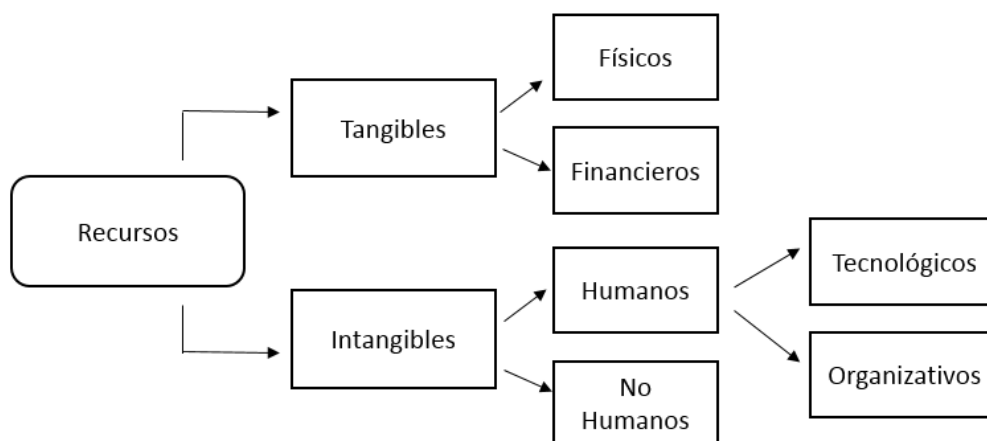 Físicos
Tangibles
Financieros
Recursos
Tecnológicos
Humanos
Intangibles
Organizativos
No
Humanos